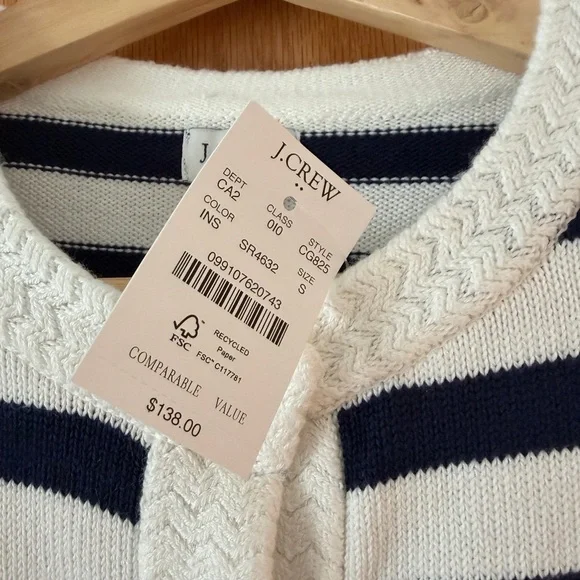 J.
J.CREW
DEPT CLASS STYLE
CA2 010 CG825
COLOR SIZE
INS SR4632 S
099107620743
FSC
RECYCLED
Paper
FSC™ C117781
COMPARABLE VALUE
$138.00